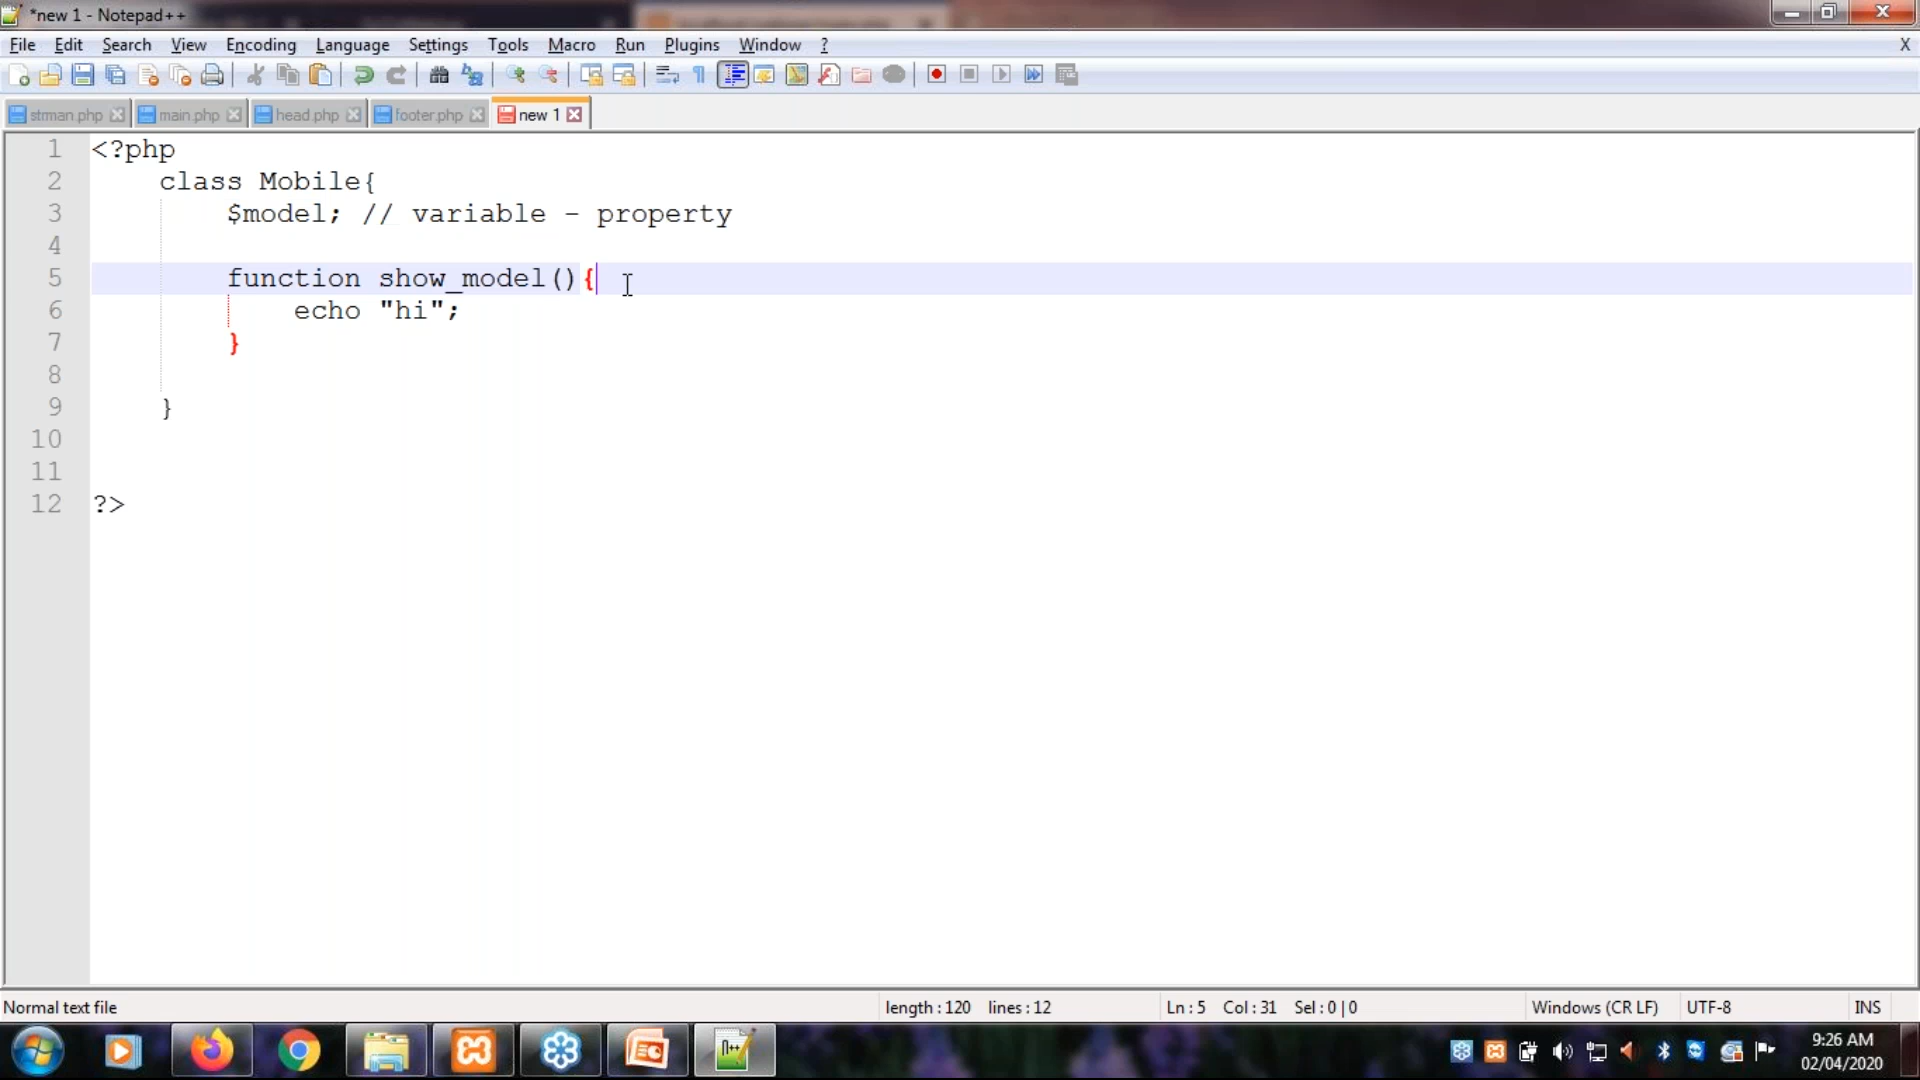 *new 1 - Notepad++
File Edit Search View Encoding Language Settings Tools Macro Run Plugins Window ? X
stman.php main.php head.php footer.php new 1
1 <?php
2 class Mobile{
3 $model; // variable - property
4
5 function show_model(){
6 echo "hi";
7 }
8
9 }
10
11
12 ?>
Normal text file length : 120 lines : 12 Ln : 5 Col : 31 Sel : 0 | 0 Windows (CR LF) UTF-8 INS
9:26 AM
02/04/2020